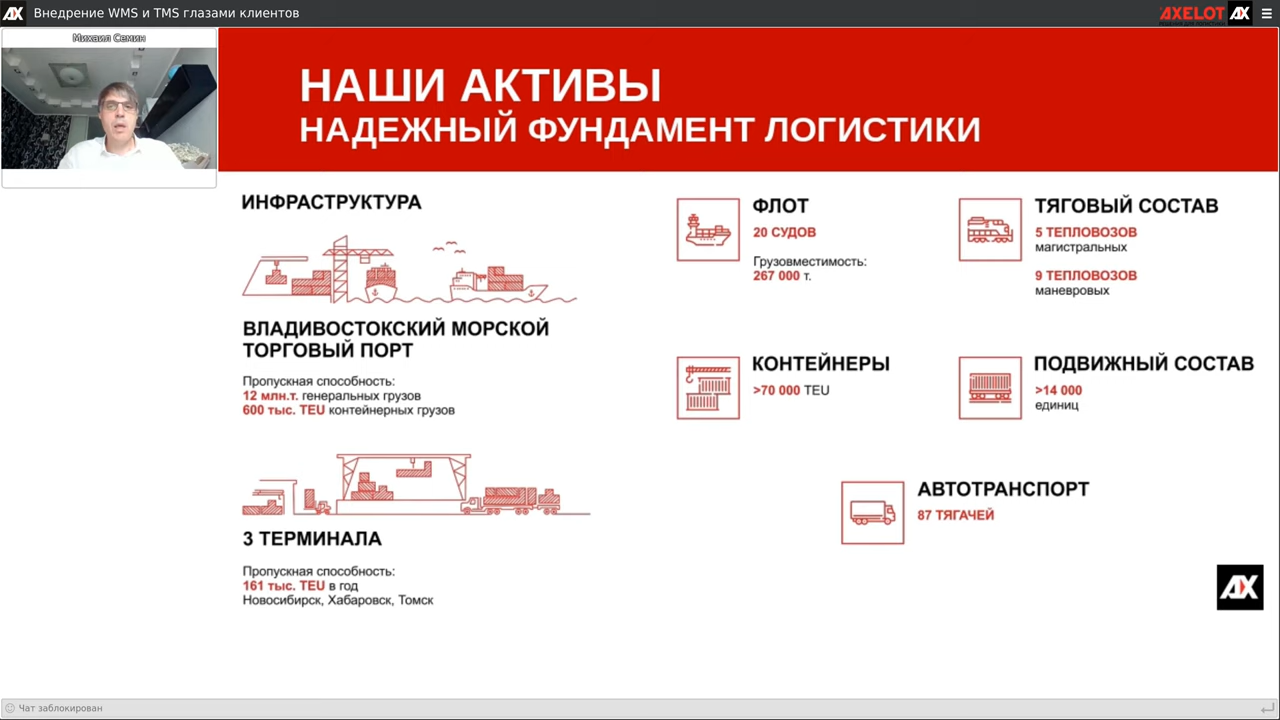 Внедрение WMS и TMS глазами клиентов
AXELOT
AX
Михаил Семин
НАШИ АКТИВЫ
НАДЕЖНЫЙ ФУНДАМЕНТ ЛОГИСТИКИ
ИНФРАСТРУКТУРА
ВЛАДИВОСТОКСКИЙ МОРСКОЙ
ТОРГОВЫЙ ПОРТ
Пропускная способность:
12 млн.т. генеральных грузов
600 тыс. TEU контейнерных грузов
3 ТЕРМИНАЛА
Пропускная способность:
161 тыс. TEU в год
Новосибирск, Хабаровск, Томск
ФЛОТ
20 СУДОВ
Грузовместимость:
267 000 т.
ТЯГОВЫЙ СОСТАВ
5 ТЕПЛОВОЗОВ
магистральных
9 ТЕПЛОВОЗОВ
маневровых
КОНТЕЙНЕРЫ
>70 000 TEU
ПОДВИЖНЫЙ СОСТАВ
>14 000
единиц
АВТОТРАНСПОРТ
87 ТЯГАЧЕЙ
AX
Чат заблокирован